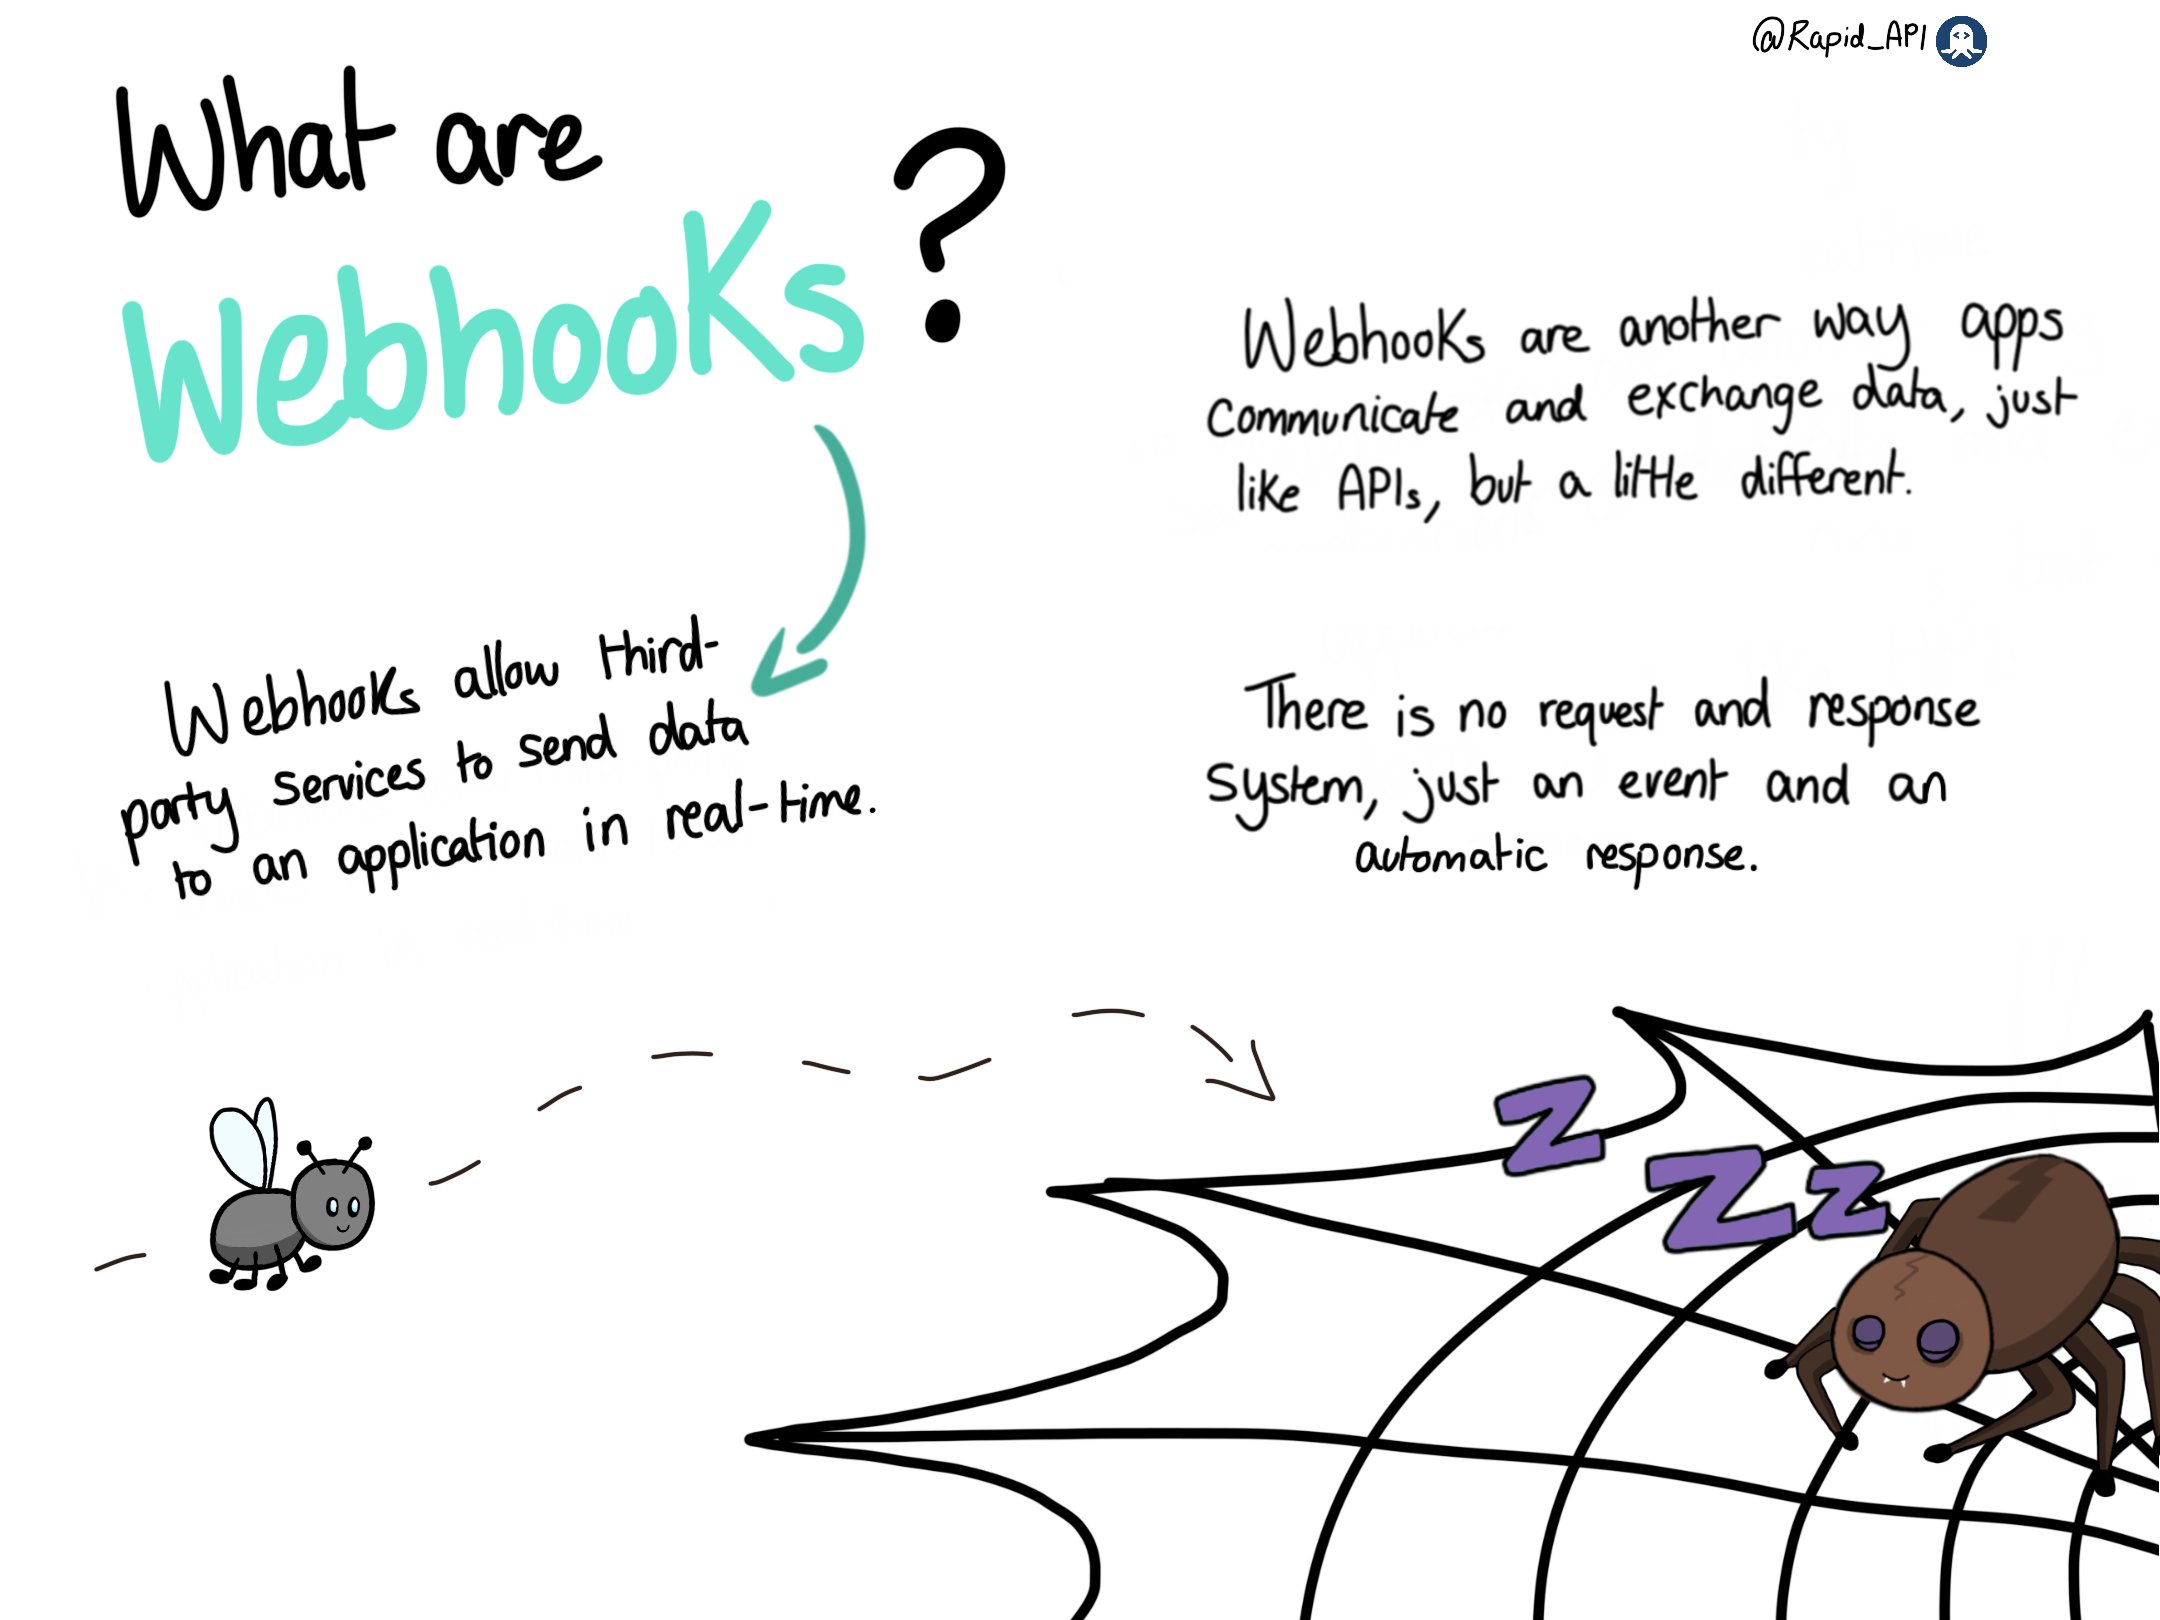 @Rapid_API
What are
Webhooks?
Webhooks allow third-
party services to send data
to an application in real-time.
Webhooks are another way apps
communicate and exchange data, just
like APIs, but a little different.
There is no request and response
system, just an event and an
automatic response.
Z
Z
Z